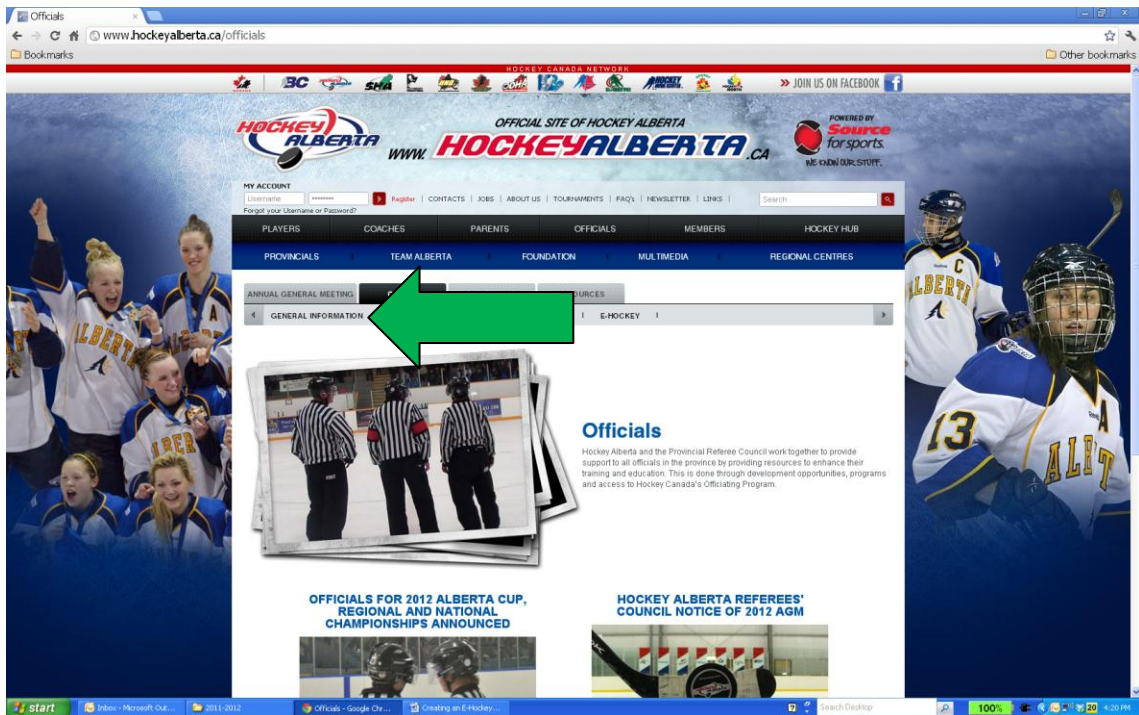 Officials
www.hockeyalberta.ca/officials
Bookmarks
Other bookmarks
HOCKEY CANADA NETWORK
BC
SHA
JOIN US ON FACEBOOK
HOCKEY
ALBERTA
OFFICIAL SITE OF HOCKEY ALBERTA
WWW. HOCKEYALBERTA.CA
POWERED BY
Source
for sports.
WE KNOW OUR STUFF.
MY ACCOUNT
Username
Register | CONTACTS | JOBS | ABOUT US | TOURNAMENTS | FAQ's | NEWSLETTER | LINKS |
Search
Forgot your Username or Password?
PLAYERS COACHES PARENTS OFFICIALS MEMBERS HOCKEY HUB
PROVINCIALS TEAM ALBERTA FOUNDATION MULTIMEDIA REGIONAL CENTRES
ANNUAL GENERAL MEETING
GENERAL INFORMATION | E-HOCKEY |
Officials
Hockey Alberta and the Provincial Referee Council work together to provide
support to all officials in the province by providing resources to enhance their
training and education. This is done through development opportunities, programs
and access to Hockey Canada's Officiating Program.
OFFICIALS FOR 2012 ALBERTA CUP,
REGIONAL AND NATIONAL
CHAMPIONSHIPS ANNOUNCED
HOCKEY ALBERTA REFEREES'
COUNCIL NOTICE OF 2012 AGM
C
A
A
13
A
start
Inbox - Microsoft Out...
2011-2012
Officials - Google Chr...
Creating an E-Hockey...
Search Desktop
100%
20
4:20 PM